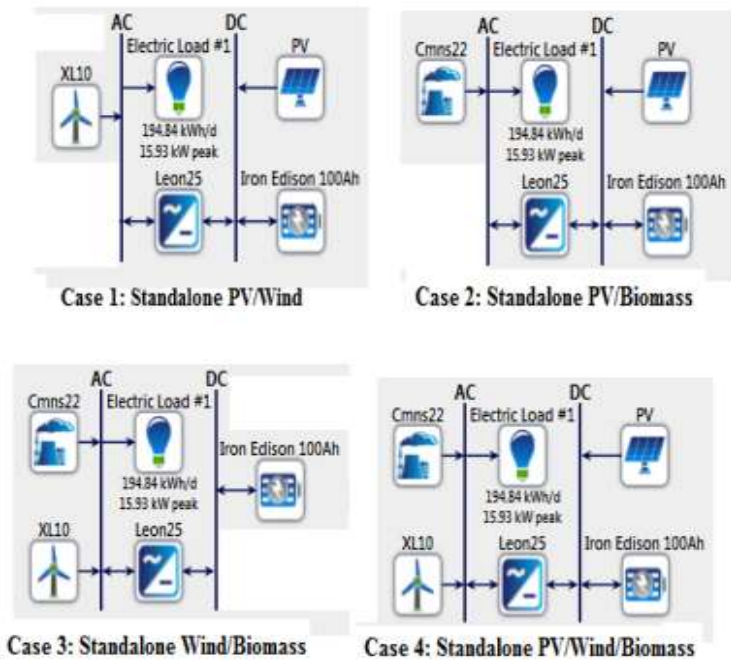 AC DC
Electric Load #1 PV
XL10
194.84 kWh/d
15.93 kW peak
Leon25 Iron Edison 100Ah
Case 1: Standalone PV/Wind
AC DC
Cmns22 Electric Load #1 PV
194.84 kWh/d
15.93 kW peak
Leon25 Iron Edison 100Ah
Case 2: Standalone PV/Biomass
AC DC
Cmns22 Electric Load #1
Iron Edison 100Ah
194.84 kWh/d
15.93 kW peak
XL10 Leon25
Case 3: Standalone Wind/Biomass
AC DC
Cmns22 Electric Load #1 PV
194.84 kWh/d
15.93 kW peak
XL10 Leon25 Iron Edison 100Ah
Case 4: Standalone PV/Wind/Biomass